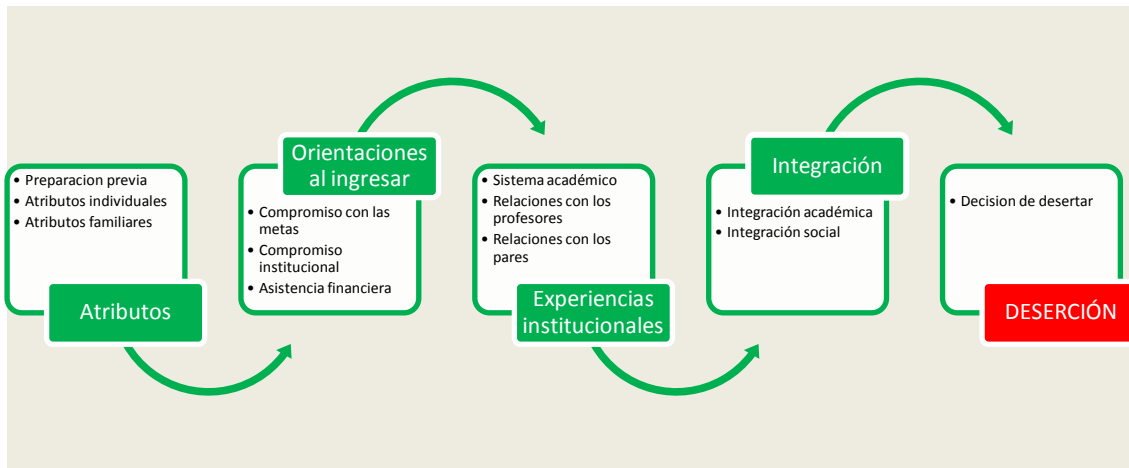 • Preparacion previa
• Atributos individuales
• Atributos familiares
Atributos
Orientaciones
al ingresar
• Compromiso con las
metas
• Compromiso
institucional
• Asistencia financiera
• Sistema académico
• Relaciones con los
profesores
• Relaciones con los
pares
Experiencias
institucionales
Integración
• Integración académica
• Integración social
• Decision de desertar
DESERCIÓN